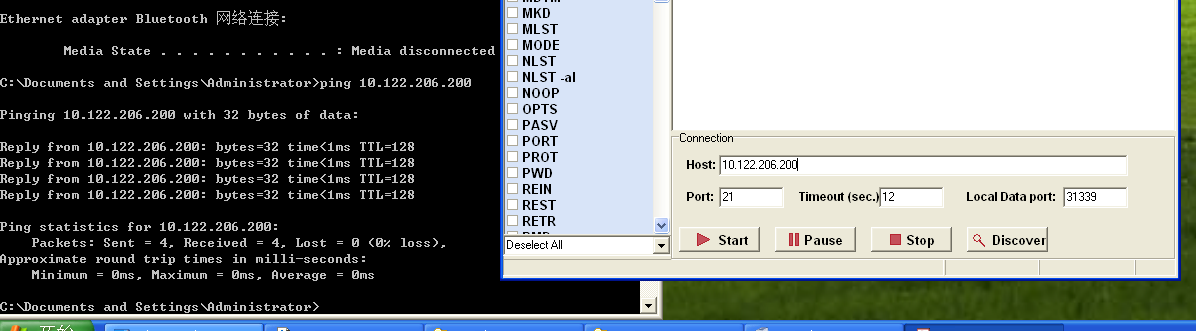 Ethernet adapter Bluetooth 网络连接:
Media State . . . . . . . . . . . : Media disconnected
C:\Documents and Settings\Administrator>ping 10.122.206.200
Pinging 10.122.206.200 with 32 bytes of data:
Reply from 10.122.206.200: bytes=32 time<1ms TTL=128
Reply from 10.122.206.200: bytes=32 time<1ms TTL=128
Reply from 10.122.206.200: bytes=32 time<1ms TTL=128
Reply from 10.122.206.200: bytes=32 time<1ms TTL=128
Ping statistics for 10.122.206.200:
Packets: Sent = 4, Received = 4, Lost = 0 (0% loss),
Approximate round trip times in milli-seconds:
Minimum = 0ms, Maximum = 0ms, Average = 0ms
C:\Documents and Settings\Administrator>
MKD
MLST
MODE
NLST
NLST -al
NOOP
OPTS
PASV
PORT
PROT
PWD
REIN
REST
RETR
Deselect All
Connection
Host: 10.122.206.200
Port: 21 Timeout (sec.) 12 Local Data port: 31339
Start Pause Stop Discover